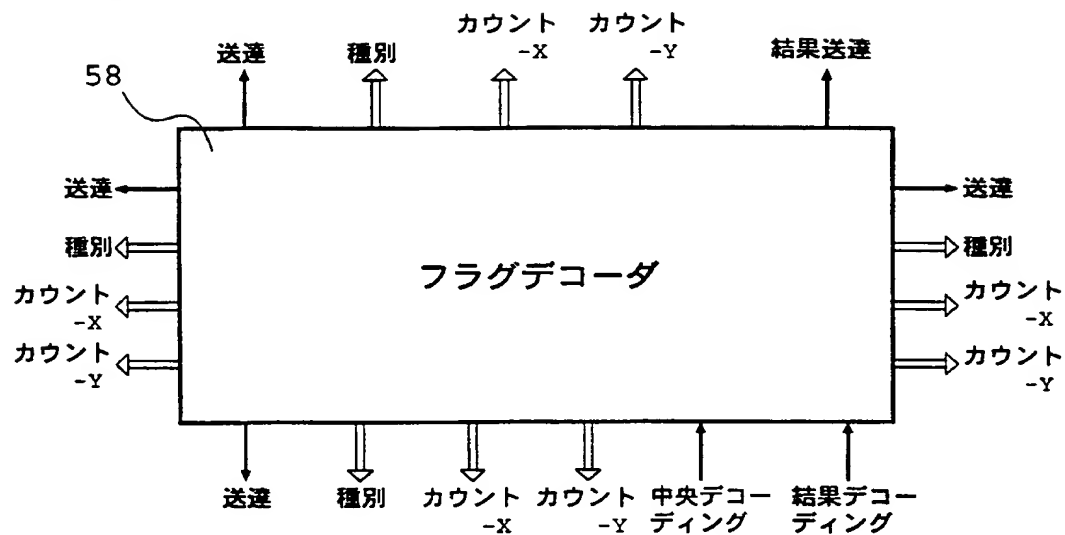 カウント カウント
送達 種別 -X -Y 結果送達
58
送達 送達
種別 種別
フラグデコーダ
カウント カウント
-X -X
カウント カウント
-Y -Y
送達 種別 カウント カウント 中央デコー 結果デコー
-X -Y ディング ディング